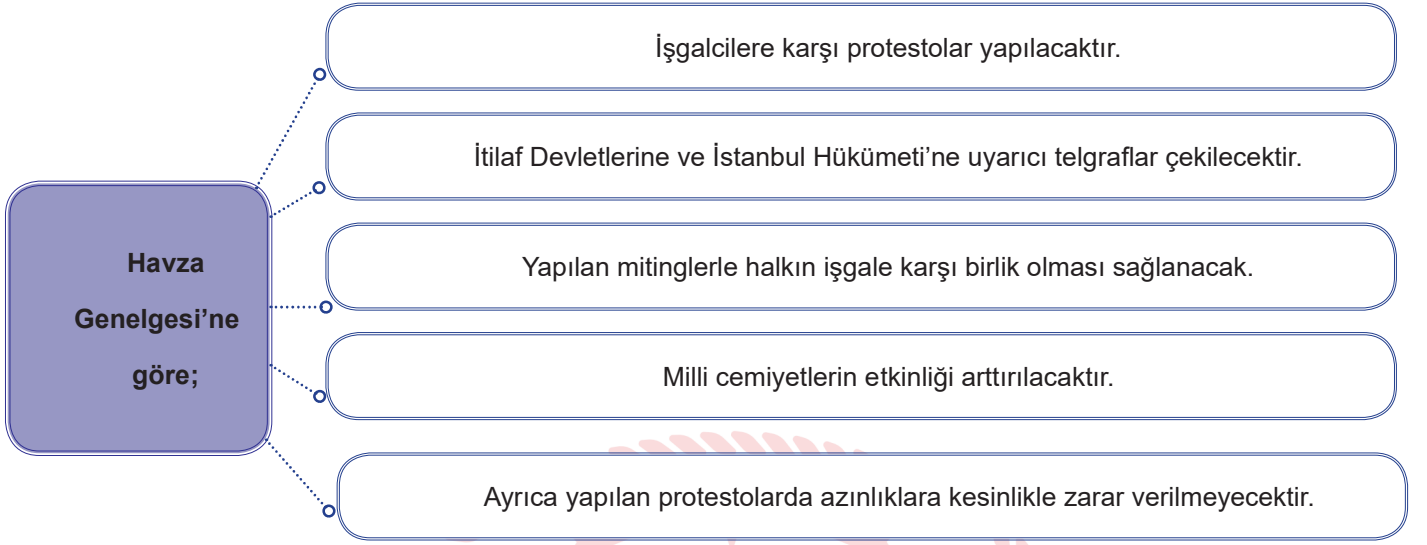 İşgalcilere karşı protestolar yapılacaktır.
İtilaf Devletlerine ve İstanbul Hükümeti’ne uyarıcı telgraflar çekilecektir.
Havza
Genelgesi’ne
göre;
Yapılan mitinglerle halkın işgale karşı birlik olması sağlanacak.
Milli cemiyetlerin etkinliği arttırılacaktır.
Ayrıca yapılan protestolarda azınlıklara kesinlikle zarar verilmeyecektir.